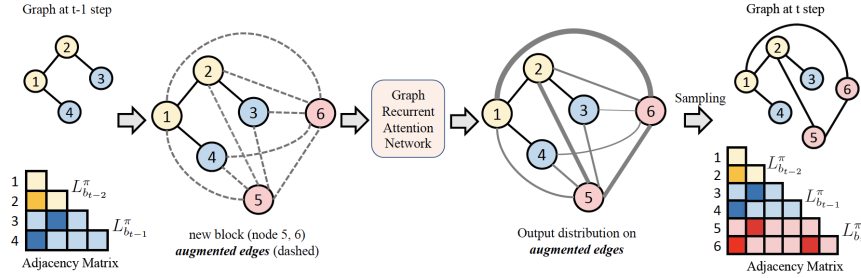 Graph at t-1 step
2
1
3
4
1
2
3
4
L^π_{b_{t-2}}
L^π_{b_{t-1}}
Adjacency Matrix
2
1
3
6
4
5
new block (node 5, 6)
augmented edges (dashed)
Graph
Recurrent
Attention
Network
2
1
3
6
4
5
Output distribution on
augmented edges
Sampling
Graph at t step
2
1
3
6
4
5
1
2
3
4
5
6
L^π_{b_{t-2}}
L^π_{b_{t-1}}
L^π_b
Adjacency Matrix